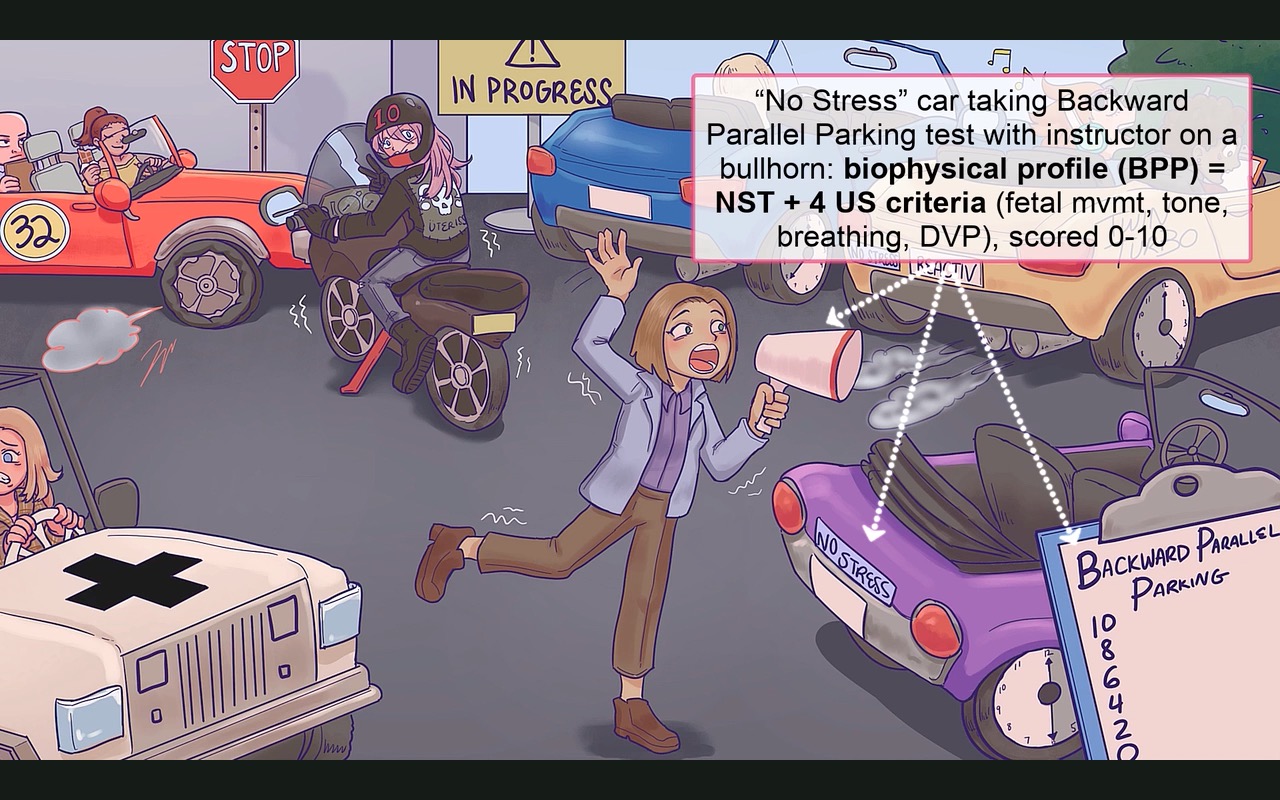 STOP
IN PROGRESS
10
32
UTERIES
“No Stress” car taking Backward
Parallel Parking test with instructor on a
bullhorn: biophysical profile (BPP) =
NST + 4 US criteria (fetal mvmt, tone,
breathing, DVP), scored 0-10
NO STRESS
REACTIV
NO STRESS
BACKWARD PARALLEL
PARKING
10
8
6
4
2
0